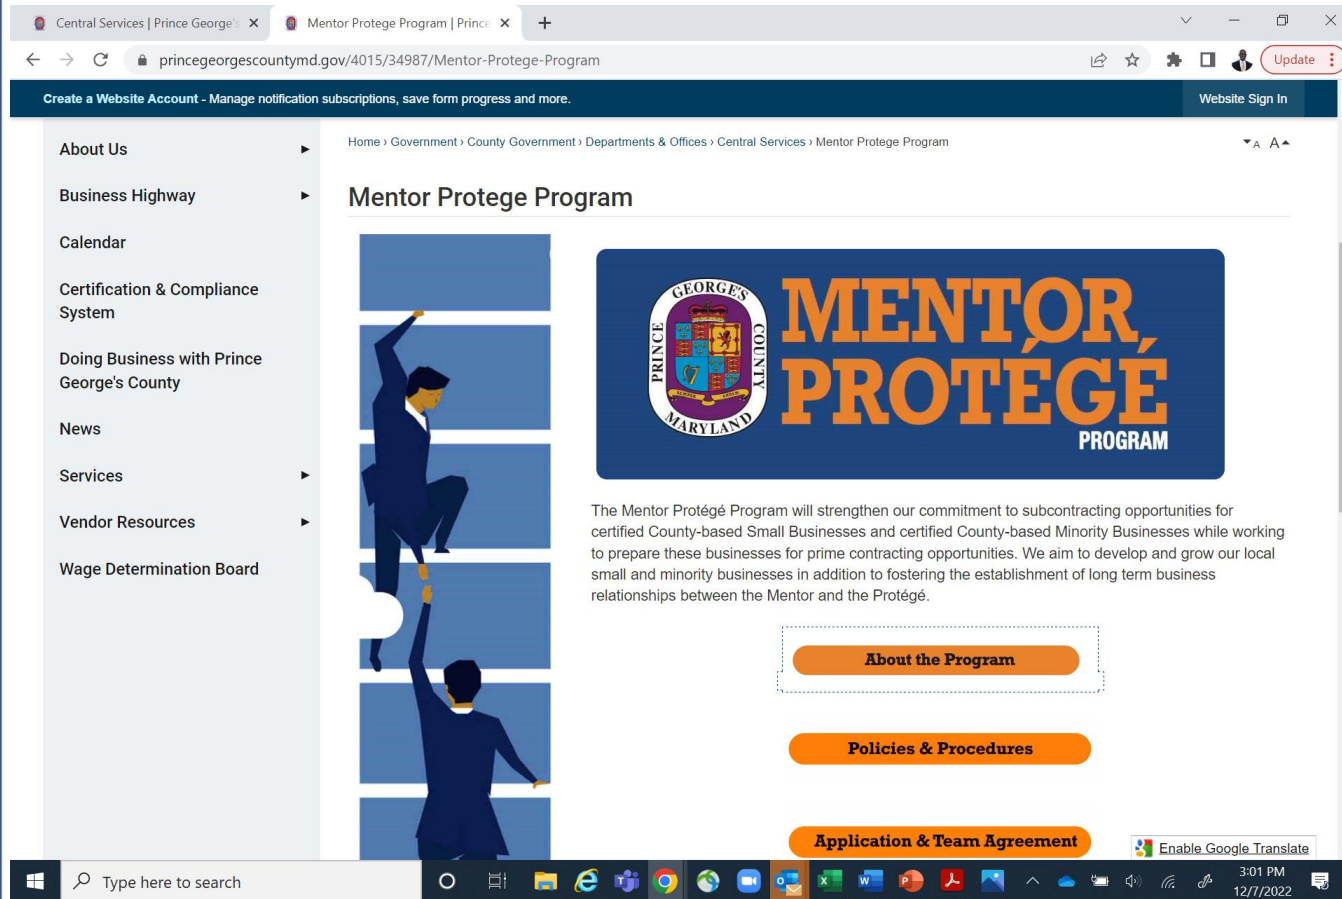 Central Services | Prince George's
Mentor Protege Program | Prince
princegeorgescountymd.gov/4015/34987/Mentor-Protege-Program
Update
Create a Website Account - Manage notification subscriptions, save form progress and more.
Website Sign In
About Us
Business Highway
Calendar
Certification & Compliance
System
Doing Business with Prince
George's County
News
Services
Vendor Resources
Wage Determination Board
Home › Government › County Government › Departments & Offices › Central Services › Mentor Protege Program
A A
Mentor Protege Program
PRINCE GEORGE'S COUNTY
MARYLAND
MENTOR
PROTÉGÉ
PROGRAM
The Mentor Protégé Program will strengthen our commitment to subcontracting opportunities for
certified County-based Small Businesses and certified County-based Minority Businesses while working
to prepare these businesses for prime contracting opportunities. We aim to develop and grow our local
small and minority businesses in addition to fostering the establishment of long term business
relationships between the Mentor and the Protégé.
About the Program
Policies & Procedures
Application & Team Agreement
Enable Google Translate
Type here to search
3:01 PM
12/7/2022